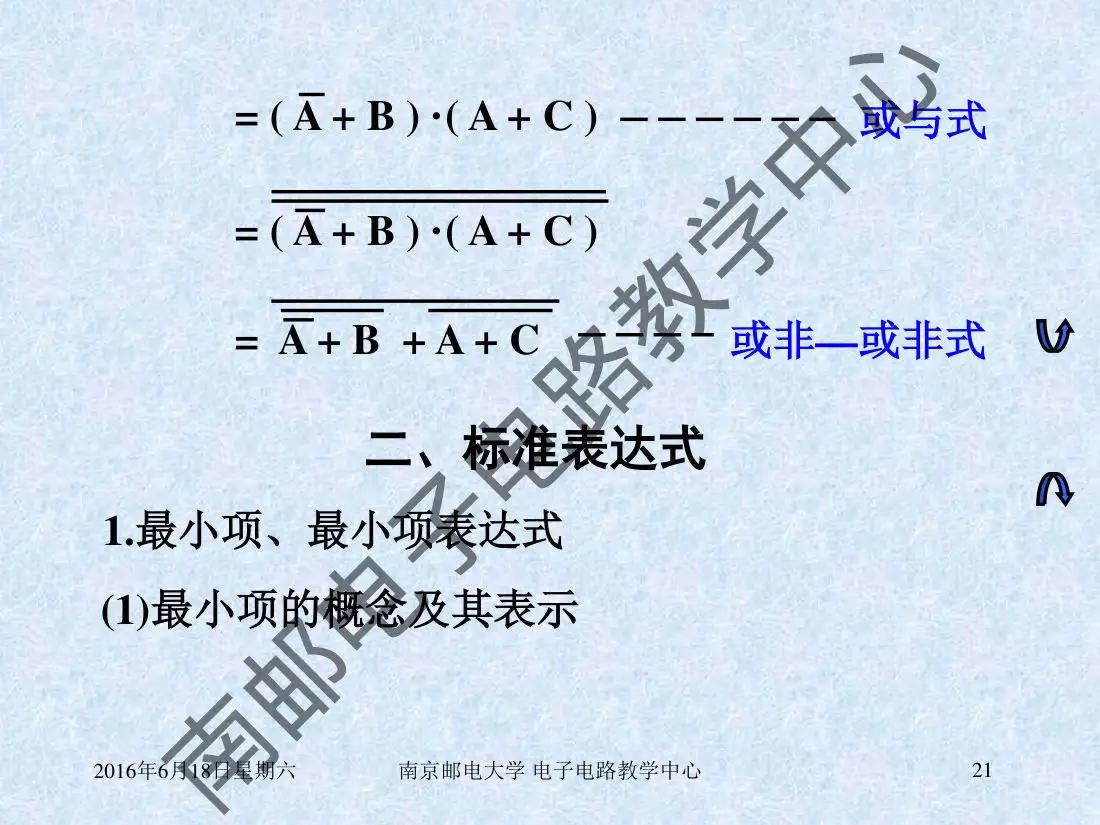 = ( A̅ + B ) ·( A + C ) — — — — — — 或与式
= ( A̅ + B ) ·( A + C )
= A̅ + B + A + C — — — — 或非—或非式
二、标准表达式
1.最小项、最小项表达式
(1)最小项的概念及其表示
南邮电子电路教学中心
2016年6月18日星期六 南京邮电大学 电子电路教学中心 21